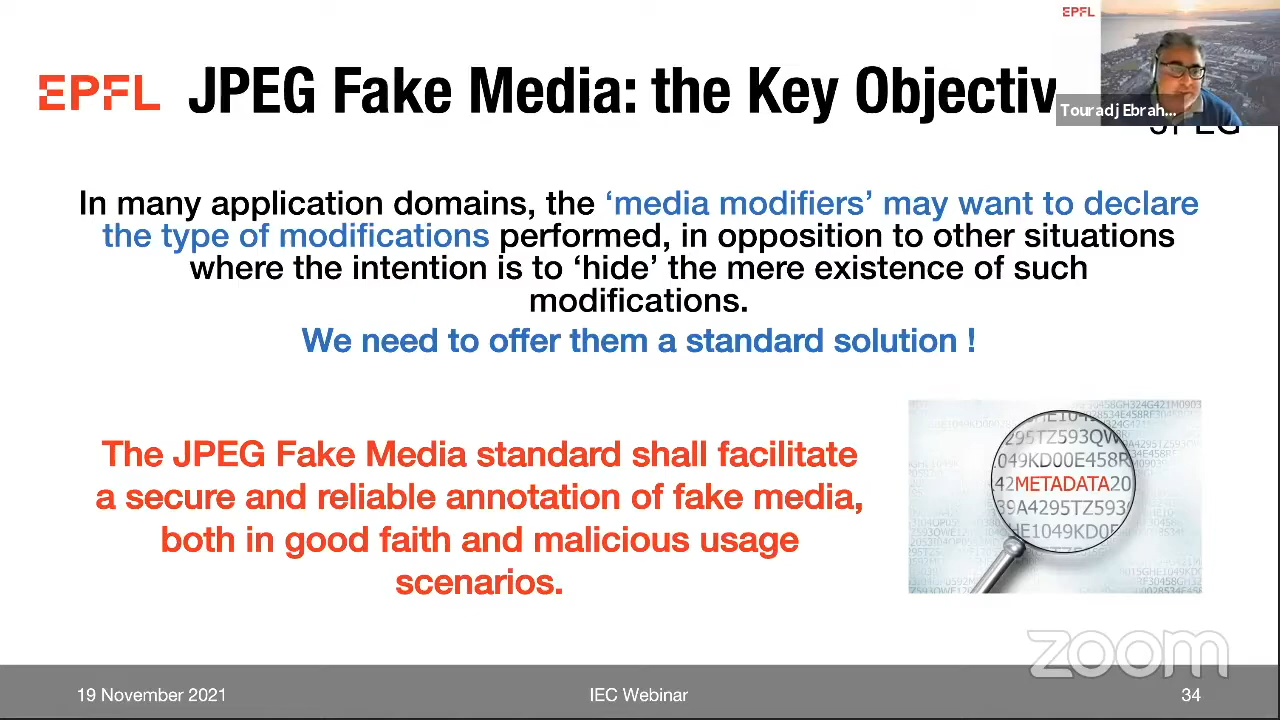 EPFL
EPFL JPEG Fake Media: the Key Objectiv
Touradj Ebrah...
JPEG
In many application domains, the ‘media modifiers’ may want to declare
the type of modifications performed, in opposition to other situations
where the intention is to ‘hide’ the mere existence of such
modifications.
We need to offer them a standard solution !
The JPEG Fake Media standard shall facilitate
a secure and reliable annotation of fake media,
both in good faith and malicious usage
scenarios.
HE1049
295TZ593QW
1049KD00E458R
42METADATA20
39A4295TZ593
HE1049KD0F
zoom
19 November 2021
IEC Webinar
34